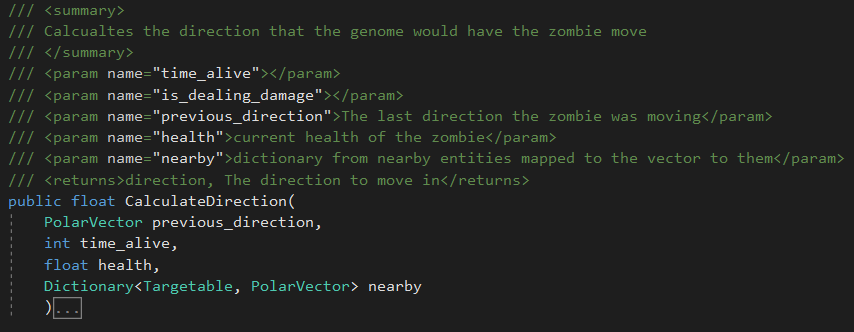 /// <summary>
/// Calcualtes the direction that the genome would have the zombie move
/// </summary>
/// <param name="time_alive"></param>
/// <param name="is_dealing_damage"></param>
/// <param name="previous_direction">The last direction the zombie was moving</param>
/// <param name="health">current health of the zombie</param>
/// <param name="nearby">dictionary from nearby entities mapped to the vector to them</param>
/// <returns>direction, The direction to move in</returns>
public float CalculateDirection(
    PolarVector previous_direction,
    int time_alive,
    float health,
    Dictionary<Targetable, PolarVector> nearby
    )...